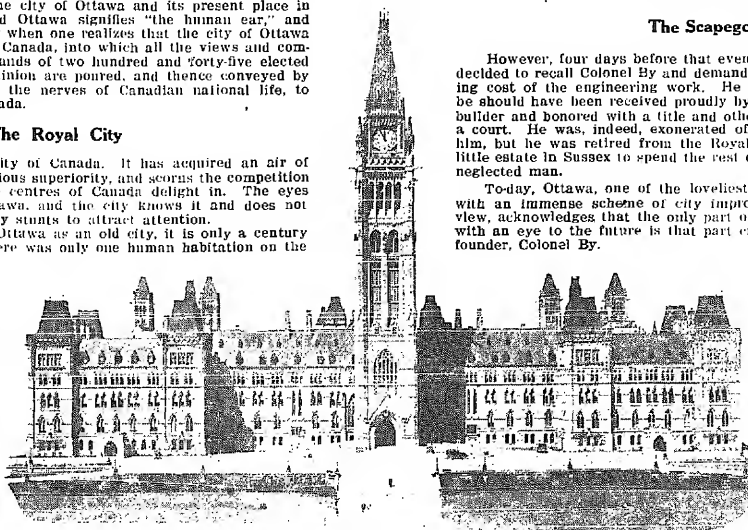 he city of Ottawa and its present place in
d Ottawa signifies "the human ear," and
when one realizes that the city of Ottawa
Canada, into which all the views and com-
ands of two hundred and forty-five elected
inion are poured, and thence conveyed by
the nerves of Canadian national life, to
ada.
he Royal City
ity of Canada. It has acquired an air of
ious superiority, and scorns the competition
centres of Canada delight in. The eyes
awa, and the city knows it and does not
y stunts to attract attention.
Ottawa as an old city, it is only a century
ere was only one human habitation on the
The Scapego
However, four days before that even
decided to recall Colonel By and demand
ing cost of the engineering work. He
be should have been received proudly by
builder and honored with a title and othe
a court. He was, indeed, exonerated of
him, but he was retired from the Royal
little estate in Sussex to spend the rest o
neglected man.
To-day, Ottawa, one of the loveliest
with an immense scheme of city impro
view, acknowledges that the only part o
with an eye to the future is that part
founder, Colonel By.